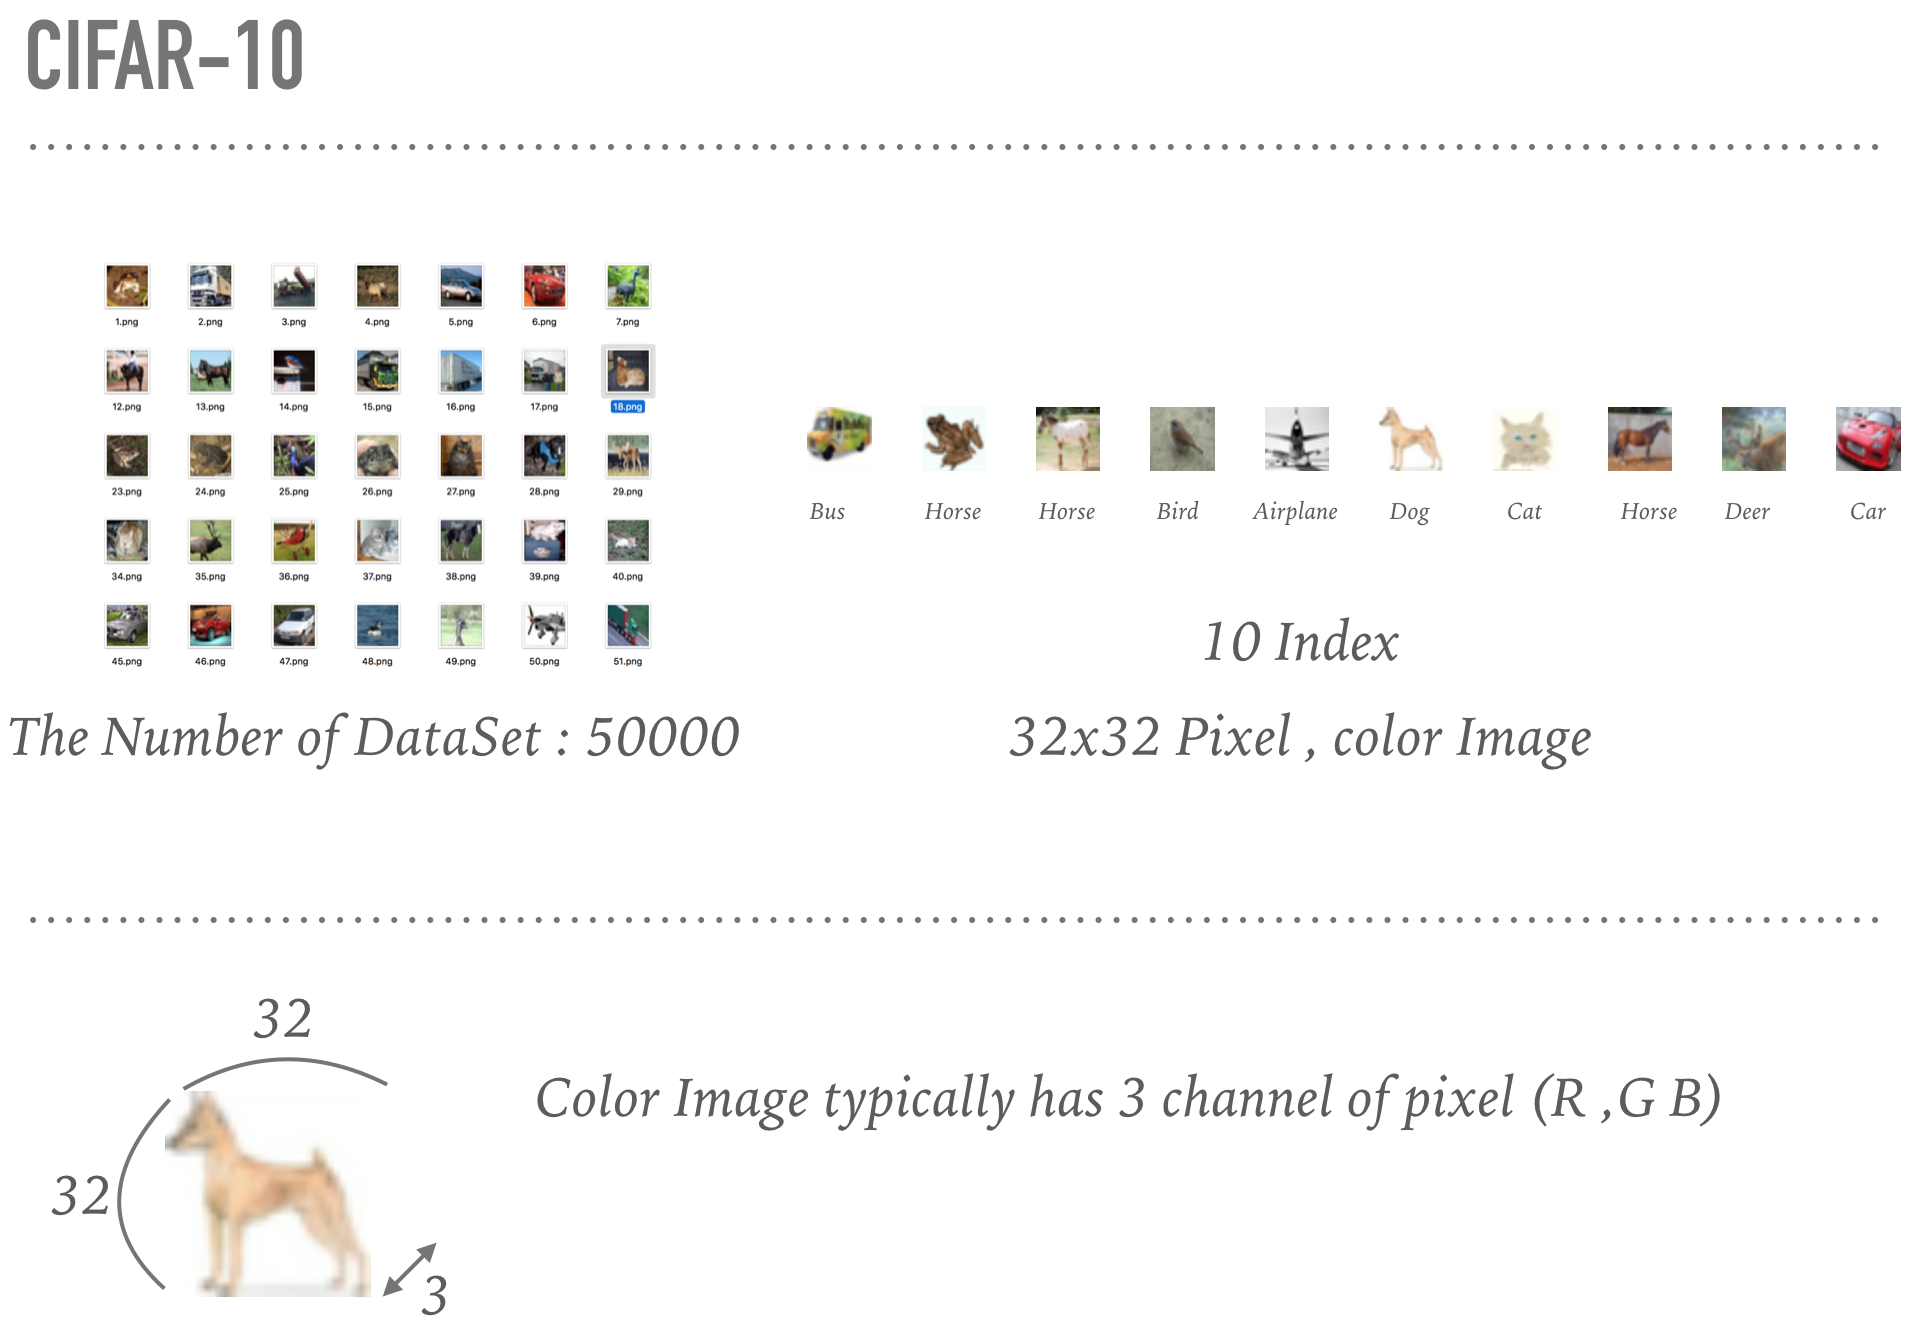 CIFAR-10
1.png 2.png 3.png 4.png 5.png 6.png 7.png
12.png 13.png 14.png 15.png 16.png 17.png 18.png
23.png 24.png 25.png 26.png 27.png 28.png 29.png
34.png 35.png 36.png 37.png 38.png 39.png 40.png
45.png 46.png 47.png 48.png 49.png 50.png 51.png
The Number of DataSet : 50000
Bus Horse Horse Bird Airplane Dog Cat Horse Deer Car
10 Index
32x32 Pixel , color Image
32
32
3
Color Image typically has 3 channel of pixel (R ,G B)